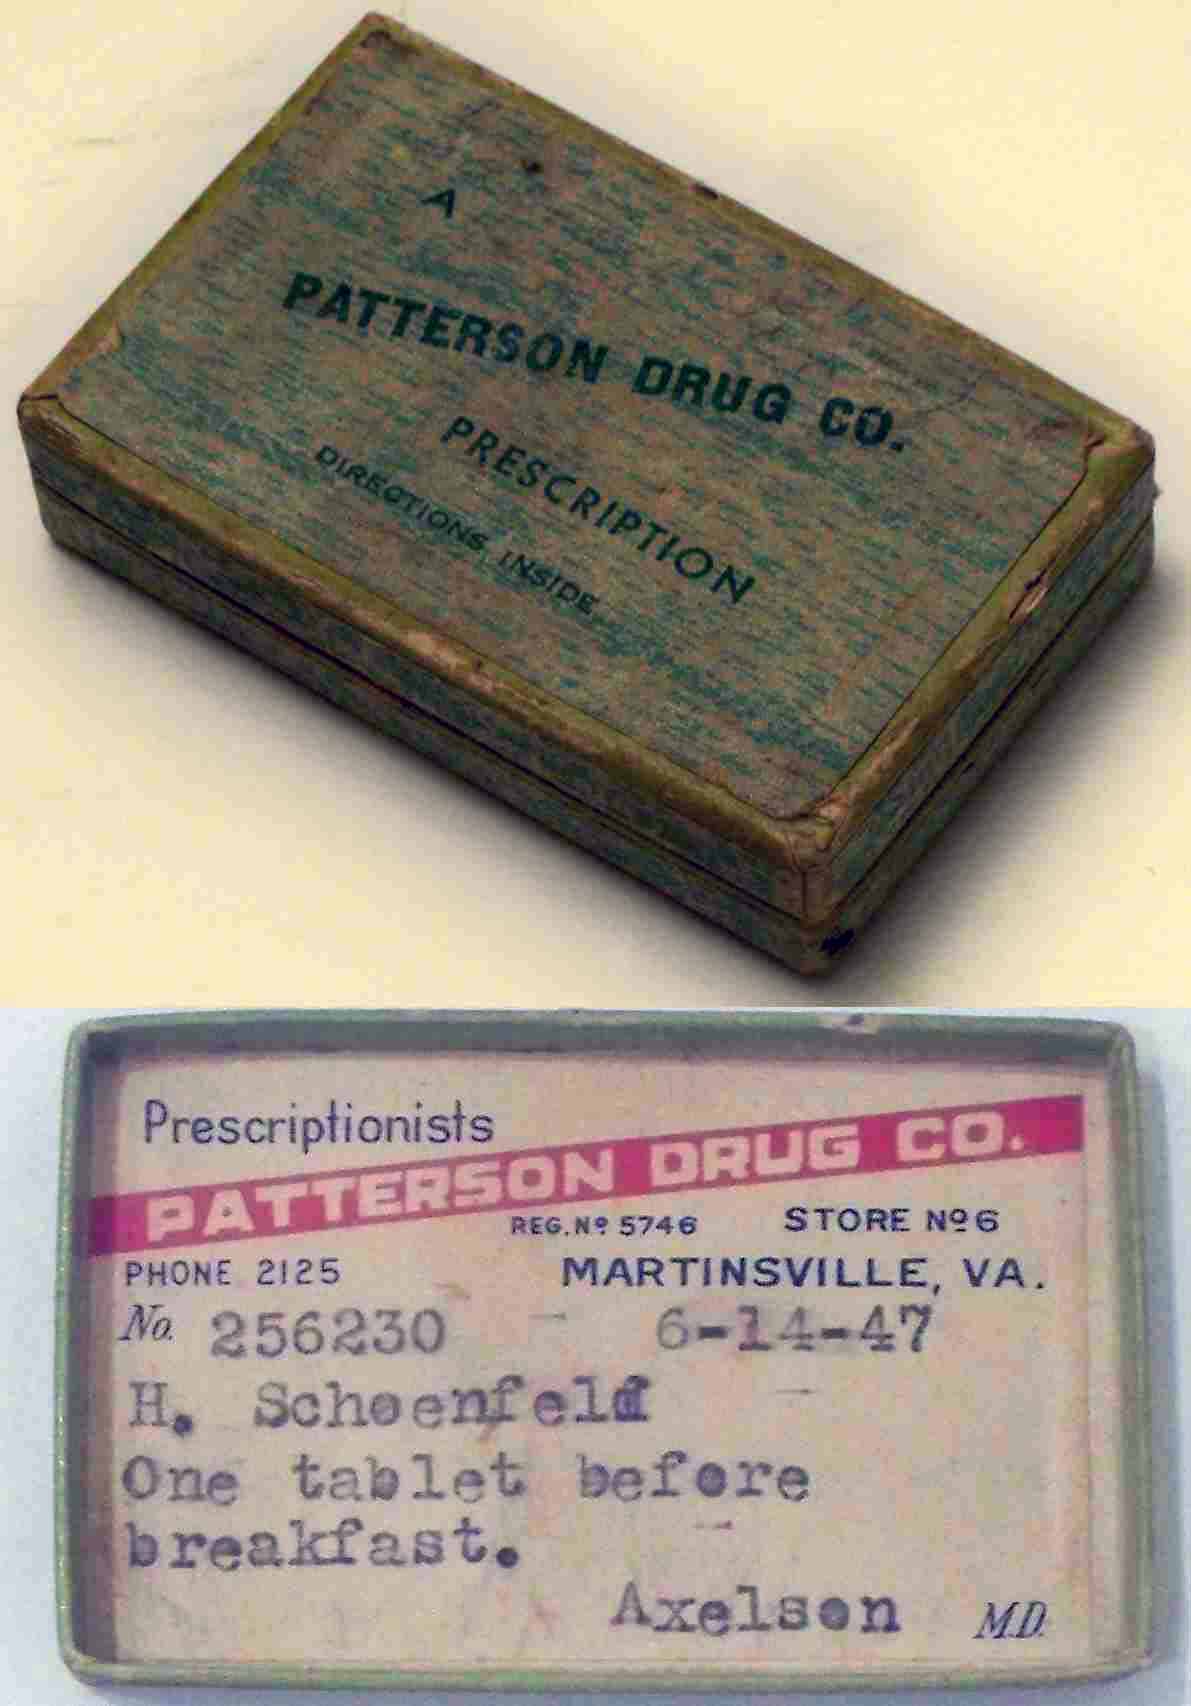 A
PATTERSON DRUG CO.
PRESCRIPTION
DIRECTIONS INSIDE
Prescriptionists
PATTERSON DRUG CO.
REG. Nº 5746 STORE Nº 6
PHONE 2125 MARTINSVILLE, VA.
No. 256230 6-14-47
H. Schoenfeld
One tablet before
breakfast.
Axelson M.D.